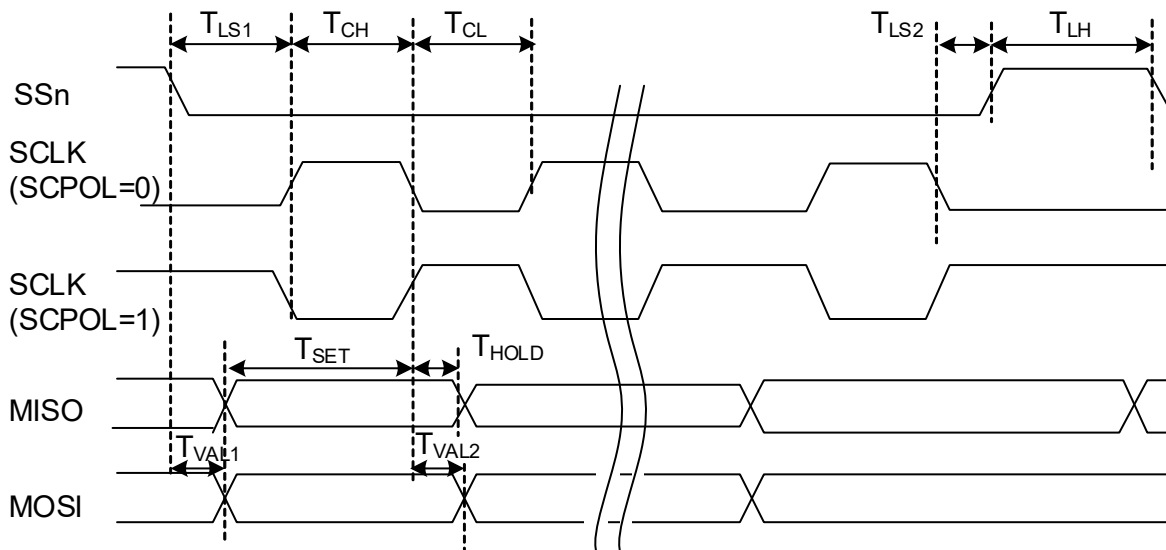 TLS1 TCH TCL TLS2 TLH
SSn
SCLK
(SCPOL=0)
SCLK
(SCPOL=1)
TSET THOLD
MISO
TVAL1 TVAL2
MOSI